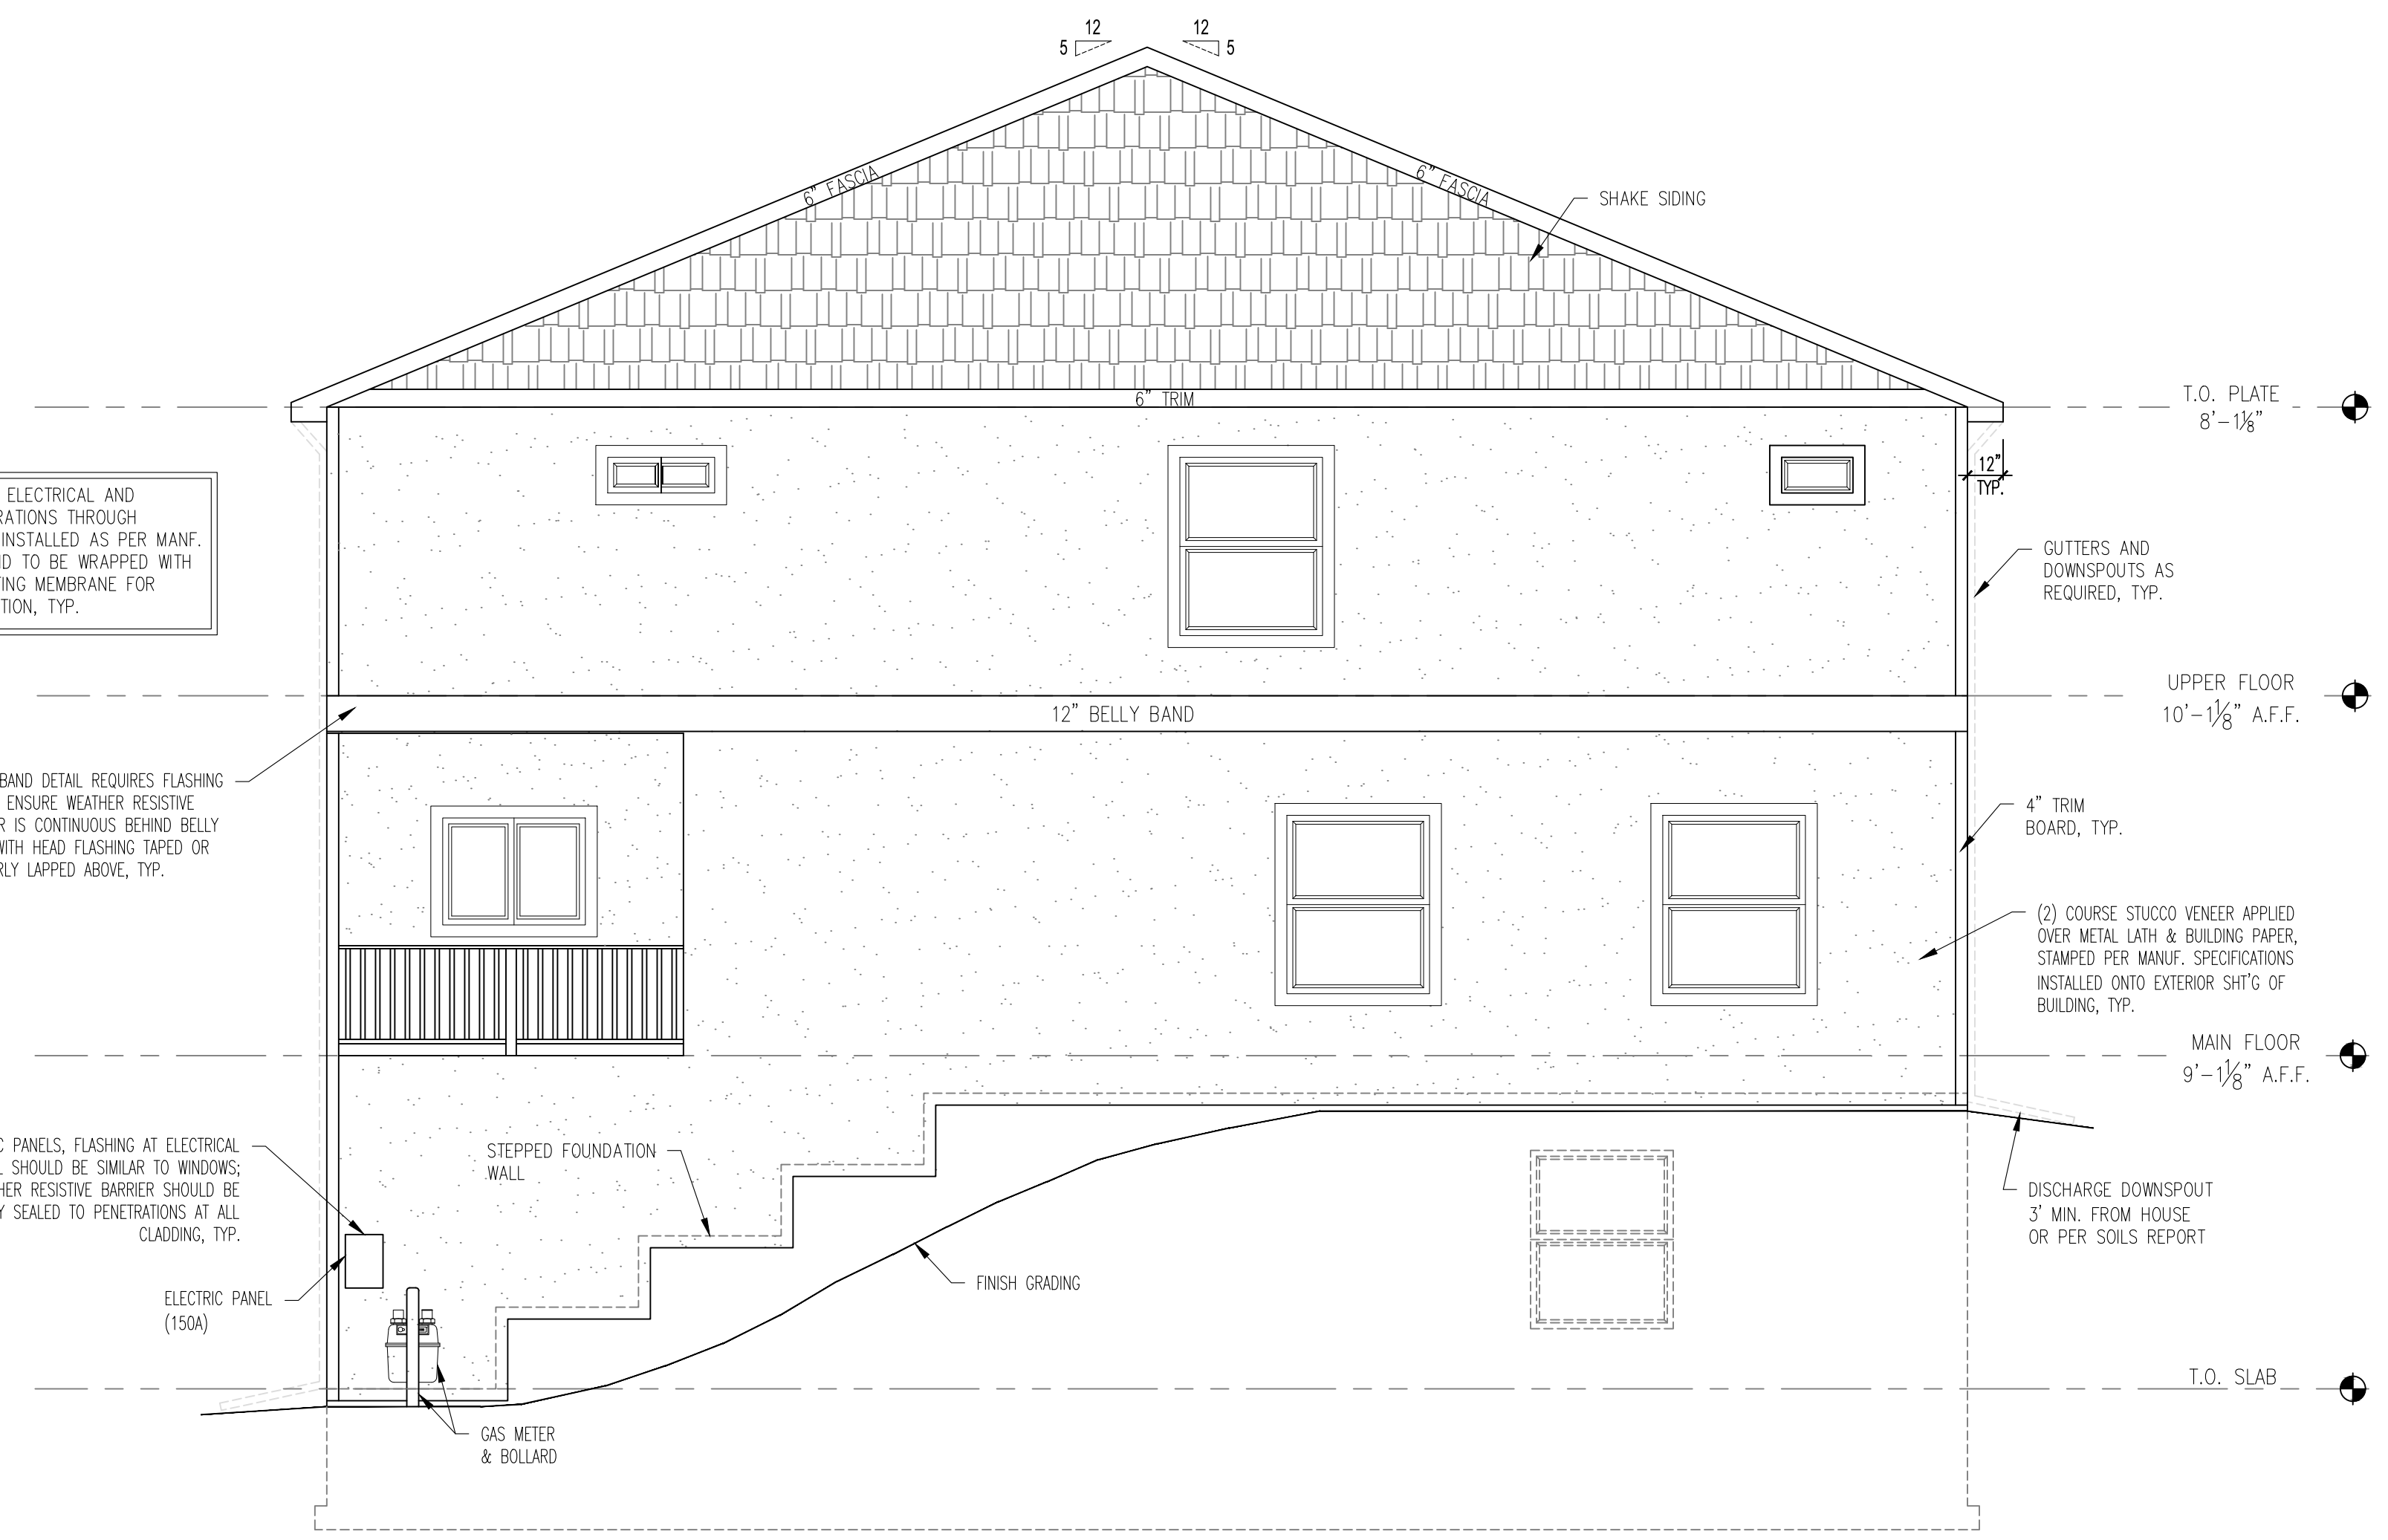 12
12
5
5
6" FASCIA
6" FASCIA
SHAKE SIDING
6" TRIM
T.O. PLATE
8'-1⅛"
12"
TYP.
ELECTRICAL AND
THROUGH
INSTALLED AS PER MANF.
TO BE WRAPPED WITH
MEMBRANE FOR
TYP.
GUTTERS AND
DOWNSPOUTS AS
REQUIRED, TYP.
UPPER FLOOR
10'-1⅛" A.F.F.
12" BELLY BAND
BAND DETAIL REQUIRES FLASHING
ENSURE WEATHER RESISTIVE
IS CONTINUOUS BEHIND BELLY
WITH HEAD FLASHING TAPED OR
LAPPED ABOVE, TYP.
4" TRIM
BOARD, TYP.
(2) COURSE STUCCO VENEER APPLIED
OVER METAL LATH & BUILDING PAPER,
STAMPED PER MANUF. SPECIFICATIONS
INSTALLED ONTO EXTERIOR SHT'G OF
BUILDING, TYP.
MAIN FLOOR
9'-1⅛" A.F.F.
PANELS, FLASHING AT ELECTRICAL
SHOULD BE SIMILAR TO WINDOWS;
RESISTIVE BARRIER SHOULD BE
SEALED TO PENETRATIONS AT ALL
CLADDING, TYP.
STEPPED FOUNDATION
WALL
ELECTRIC PANEL
(150A)
FINISH GRADING
DISCHARGE DOWNSPOUT
3' MIN. FROM HOUSE
OR PER SOILS REPORT
T.O. SLAB
GAS METER
& BOLLARD